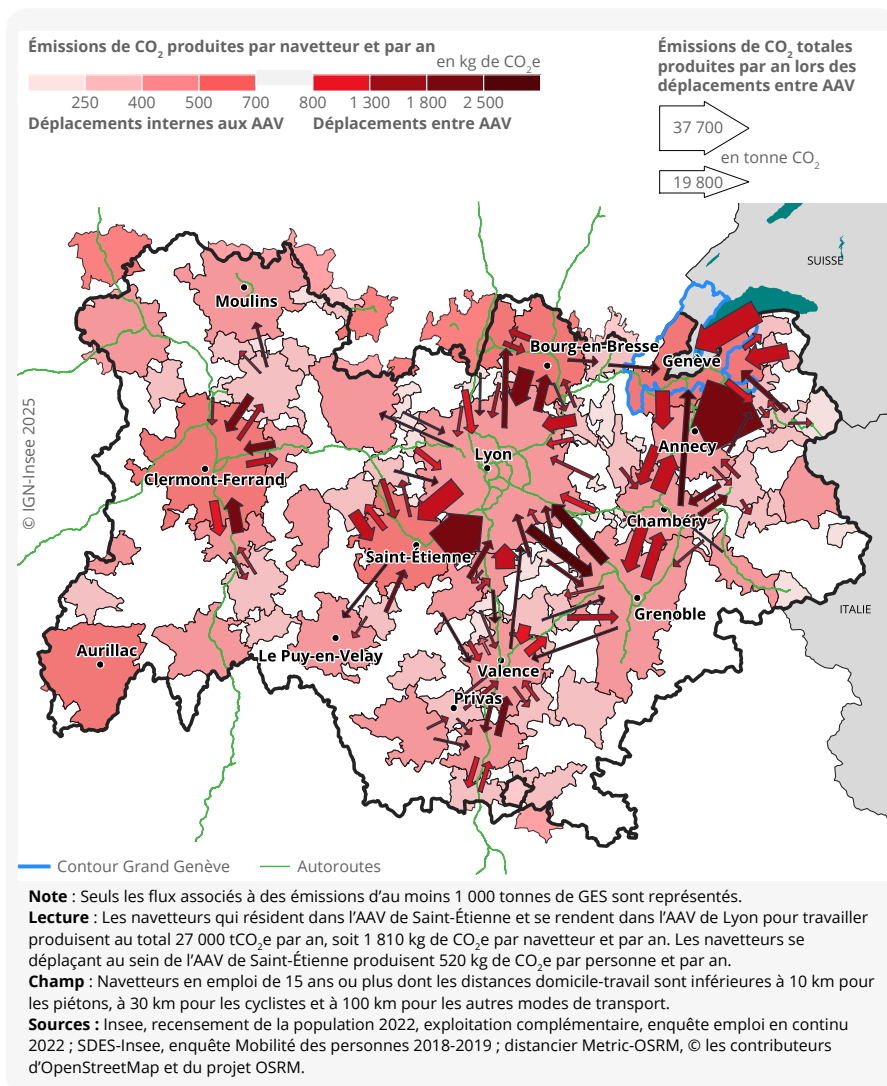 Émissions de CO2 produites par navetteur et par an
en kg de CO2e
250 400 500 700 800 1 300 1 800 2 500
Déplacements internes aux AAV Déplacements entre AAV
Émissions de CO2 totales
produites par an lors des
déplacements entre AAV
37 700
en tonne CO2
19 800
SUISSE
Moulins
Bourg-en-Bresse
Genève
© IGN-Insee 2025
Annecy
Lyon
Clermont-Ferrand
Chambéry
Saint-Étienne
ITALIE
Grenoble
Aurillac
Le Puy-en-Velay
Valence
Privas
Contour Grand Genève Autoroutes
Note : Seuls les flux associés à des émissions d’au moins 1 000 tonnes de GES sont représentés.
Lecture : Les navetteurs qui résident dans l’AAV de Saint-Étienne et se rendent dans l’AAV de Lyon pour travailler
produisent au total 27 000 tCO2e par an, soit 1 810 kg de CO2e par navetteur et par an. Les navetteurs se
déplaçant au sein de l’AAV de Saint-Étienne produisent 520 kg de CO2e par personne et par an.
Champ : Navetteurs en emploi de 15 ans ou plus dont les distances domicile-travail sont inférieures à 10 km pour
les piétons, à 30 km pour les cyclistes et à 100 km pour les autres modes de transport.
Sources : Insee, recensement de la population 2022, exploitation complémentaire, enquête emploi en continu
2022 ; SDES-Insee, enquête Mobilité des personnes 2018-2019 ; distancier Metric-OSRM, © les contributeurs
d’OpenStreetMap et du projet OSRM.